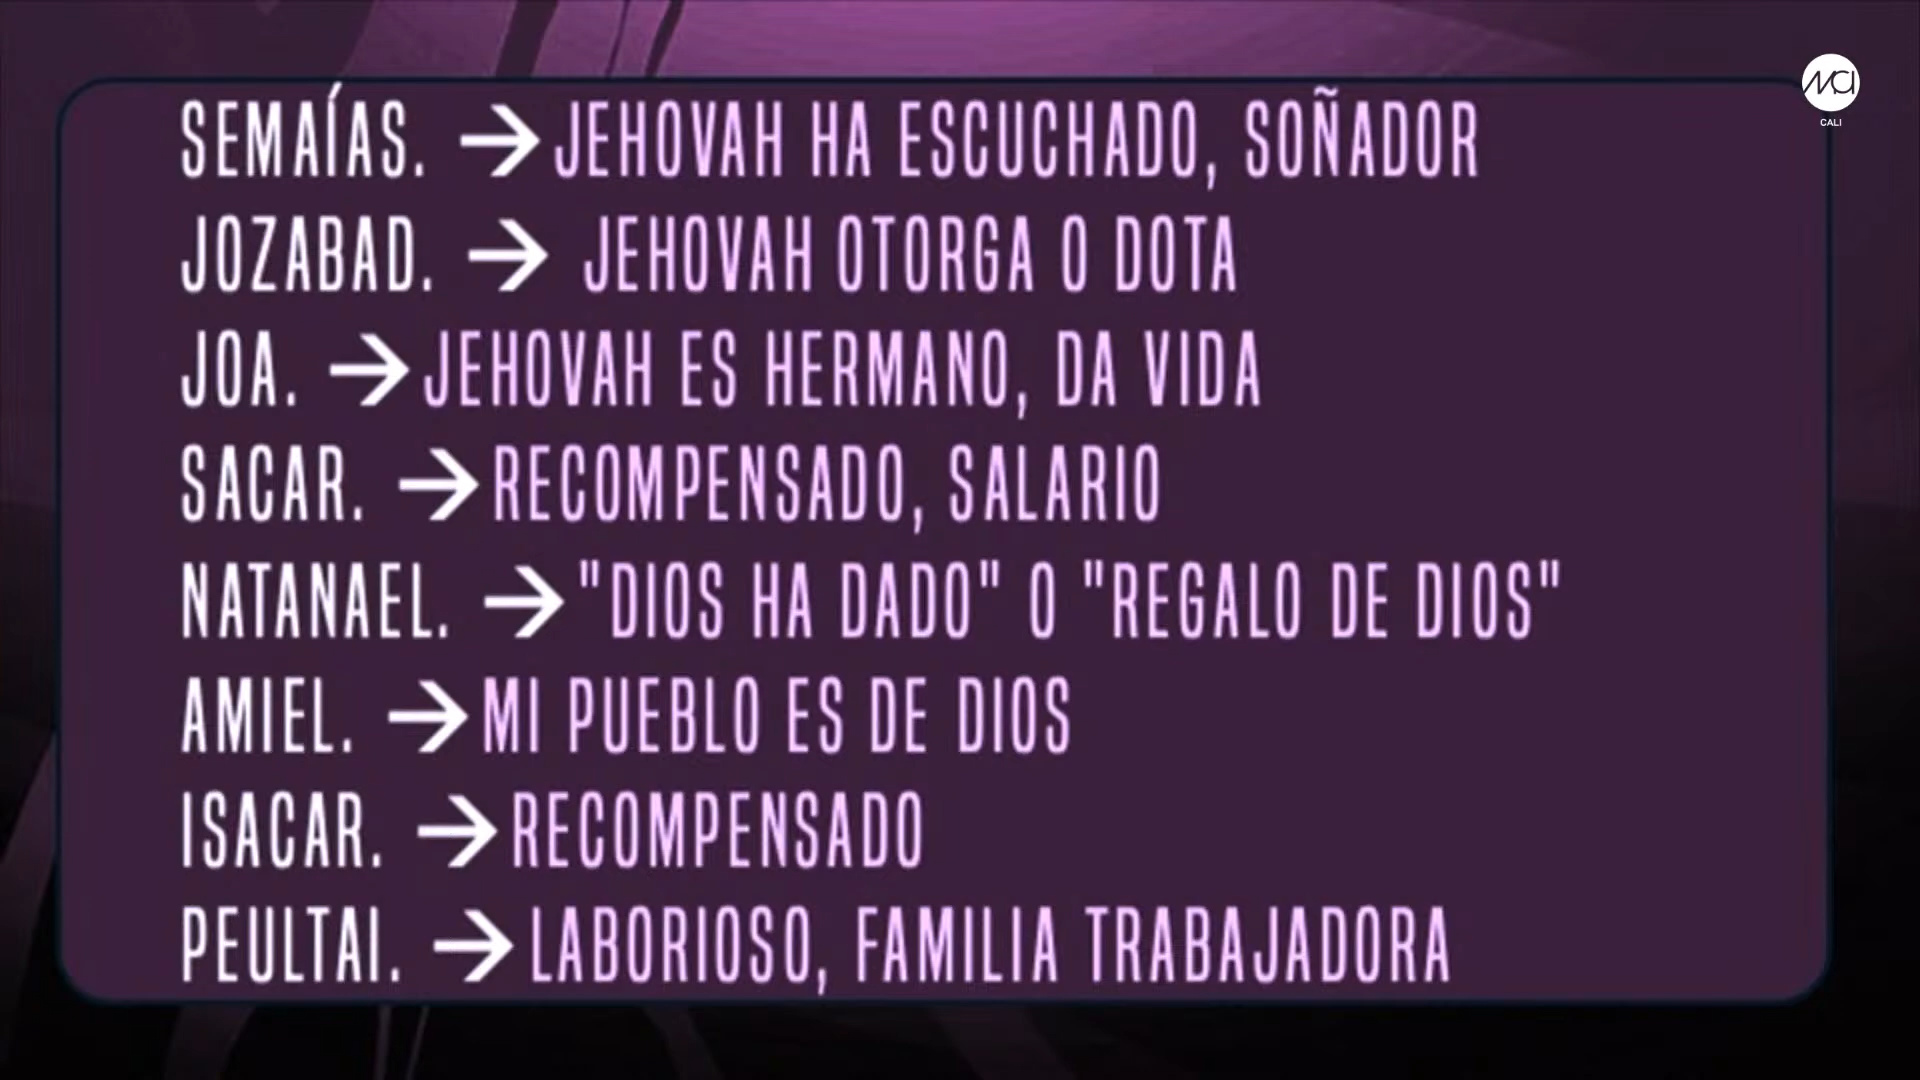 SEMAÍAS. → JEHOVAH HA ESCUCHADO, SOÑADOR
JOZABAD. → JEHOVAH OTORGA O DOTA
JOA. → JEHOVAH ES HERMANO, DA VIDA
SACAR. → RECOMPENSADO, SALARIO
NATANAEL. → "DIOS HA DADO" O "REGALO DE DIOS"
AMIEL. → MI PUEBLO ES DE DIOS
ISACAR. → RECOMPENSADO
PEULTAI. → LABORIOSO, FAMILIA TRABAJADORA
MCI
CALI